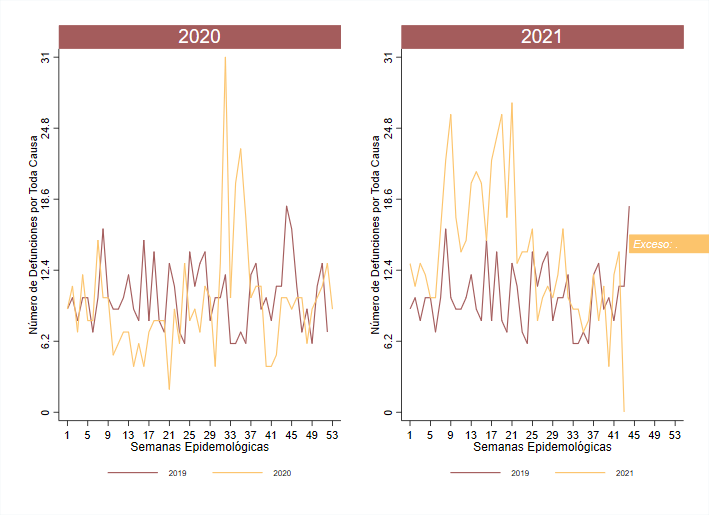 2020
Número de Defunciones por Toda Causa
31
24.8
18.6
12.4
6.2
0
1 5 9 13 17 21 25 29 33 37 41 45 49 53
Semanas Epidemológicas
2019 2020
2021
Número de Defunciones por Toda Causa
31
24.8
18.6
12.4
6.2
0
Exceso: .
1 5 9 13 17 21 25 29 33 37 41 45 49 53
Semanas Epidemológicas
2019 2021